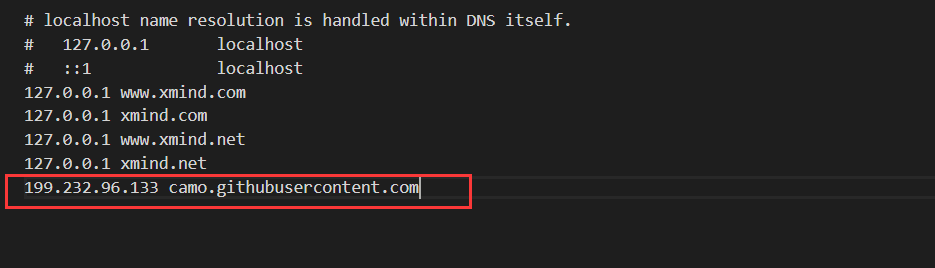 # localhost name resolution is handled within DNS itself.
#   127.0.0.1       localhost
#   ::1             localhost
127.0.0.1 www.xmind.com
127.0.0.1 xmind.com
127.0.0.1 www.xmind.net
127.0.0.1 xmind.net
199.232.96.133 camo.githubusercontent.com